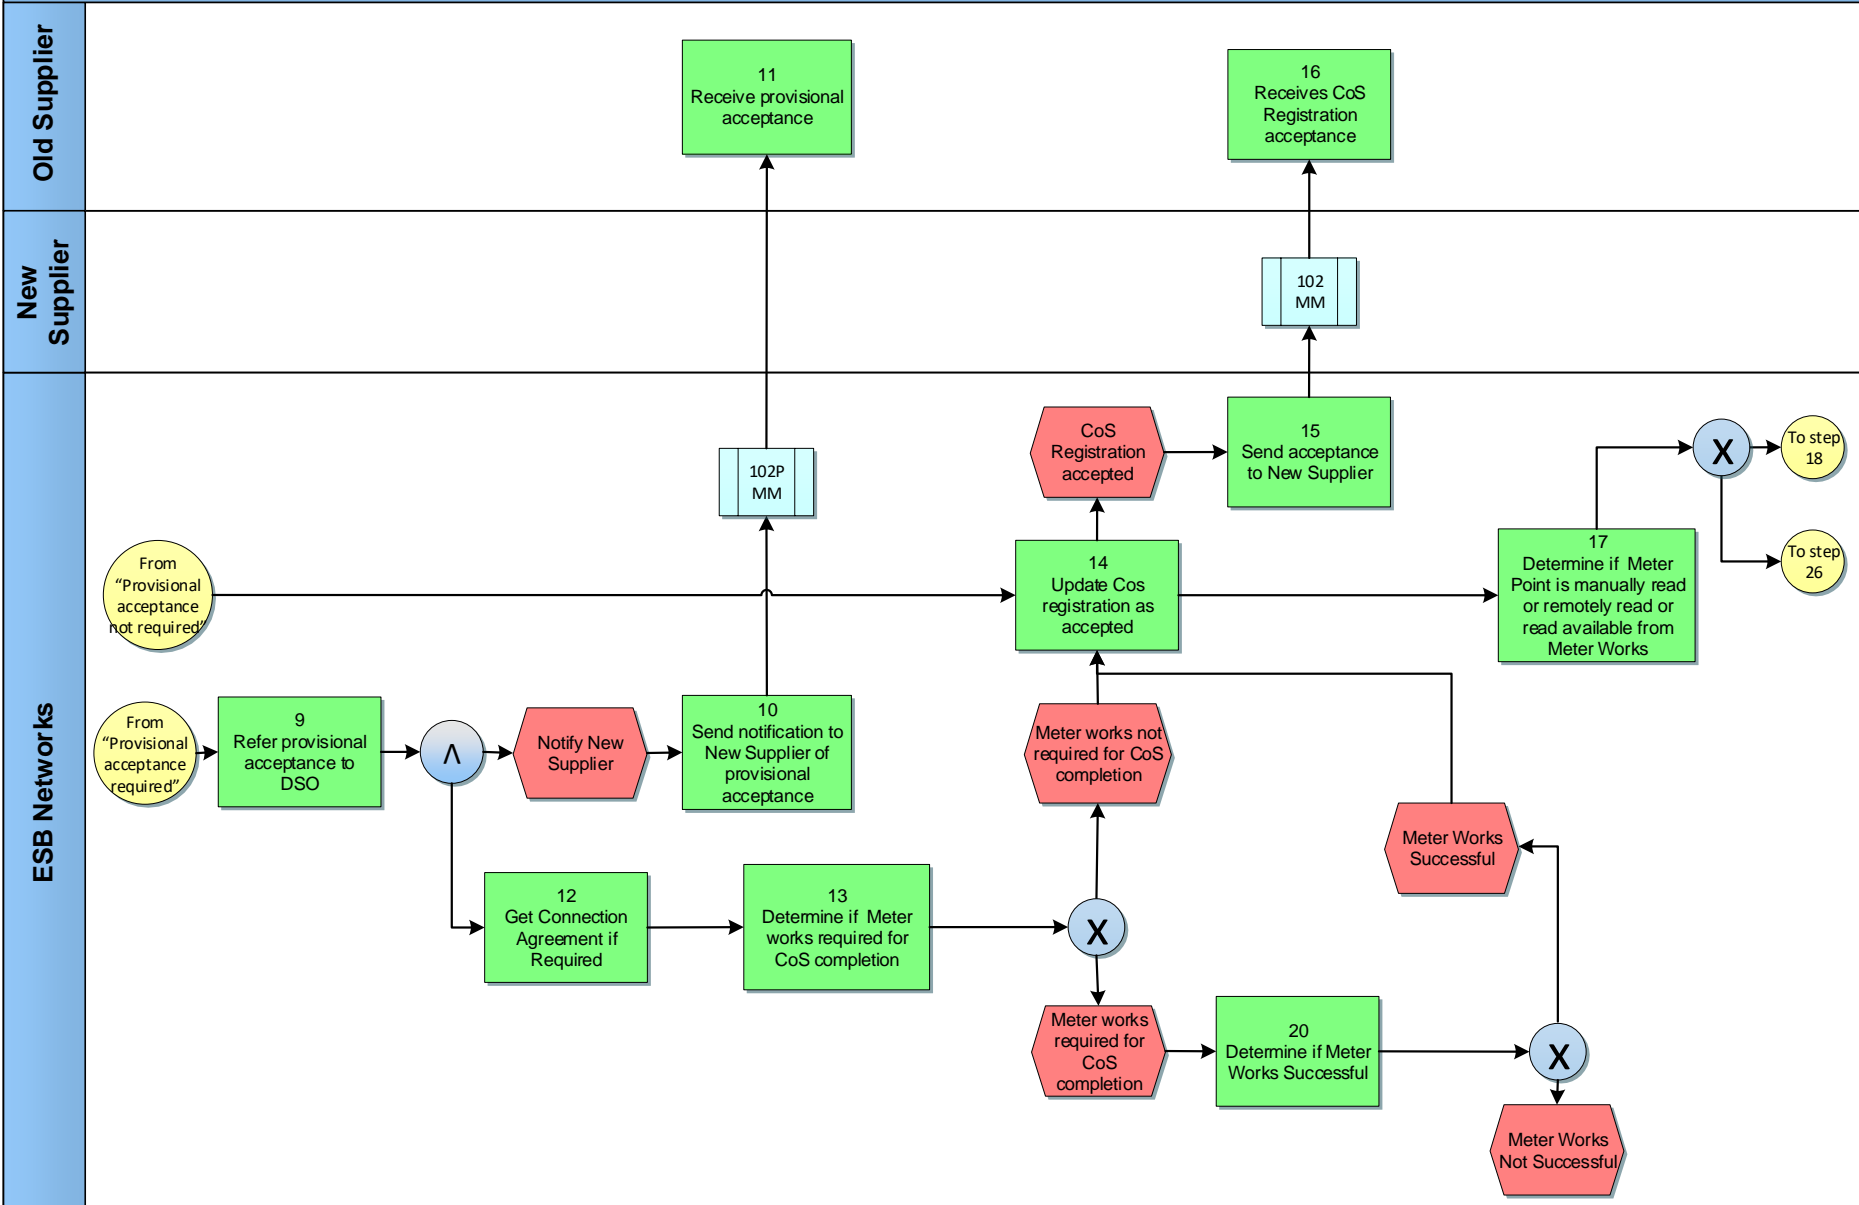 Old Supplier
11
Receive provisional
acceptance
16
Receives CoS
Registration
acceptance
New
Supplier
102
MM
ESB Networks
CoS
Registration
accepted
15
Send acceptance
to New Supplier
X
To step
18
102P
MM
To step
26
From
“Provisional
acceptance
not required”
14
Update Cos
registration as
accepted
17
Determine if Meter
Point is manually read
or remotely read or
read available from
Meter Works
From
“Provisional
acceptance
required”
9
Refer provisional
acceptance to
DSO
Λ
Notify New
Supplier
10
Send notification to
New Supplier of
provisional
acceptance
Meter works not
required for CoS
completion
Meter Works
Successful
12
Get Connection
Agreement if
Required
13
Determine if Meter
works required for
CoS completion
X
Meter works
required for
CoS
completion
20
Determine if Meter
Works Successful
X
Meter Works
Not Successful